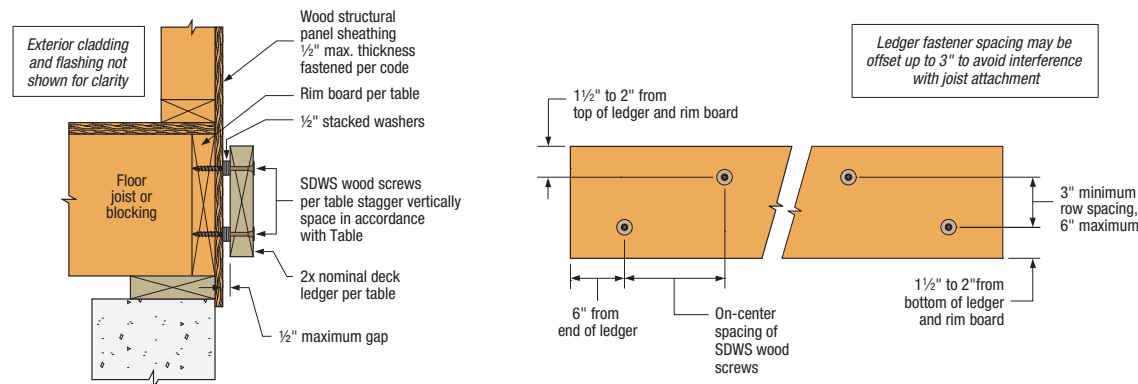 Exterior cladding
and flashing not
shown for clarity
Wood structural
panel sheathing
½" max. thickness
fastened per code
Rim board per table
½" stacked washers
Floor
joist or
blocking
SDWS wood screws
per table stagger vertically
space in accordance
with Table
2x nominal deck
ledger per table
½" maximum gap
Ledger fastener spacing may be
offset up to 3" to avoid interference
with joist attachment
1½" to 2" from
top of ledger and rim board
3" minimum
row spacing,
6" maximum
6" from
end of ledger
On-center
spacing of
SDWS wood
screws
1½" to 2"from
bottom of ledger
and rim board